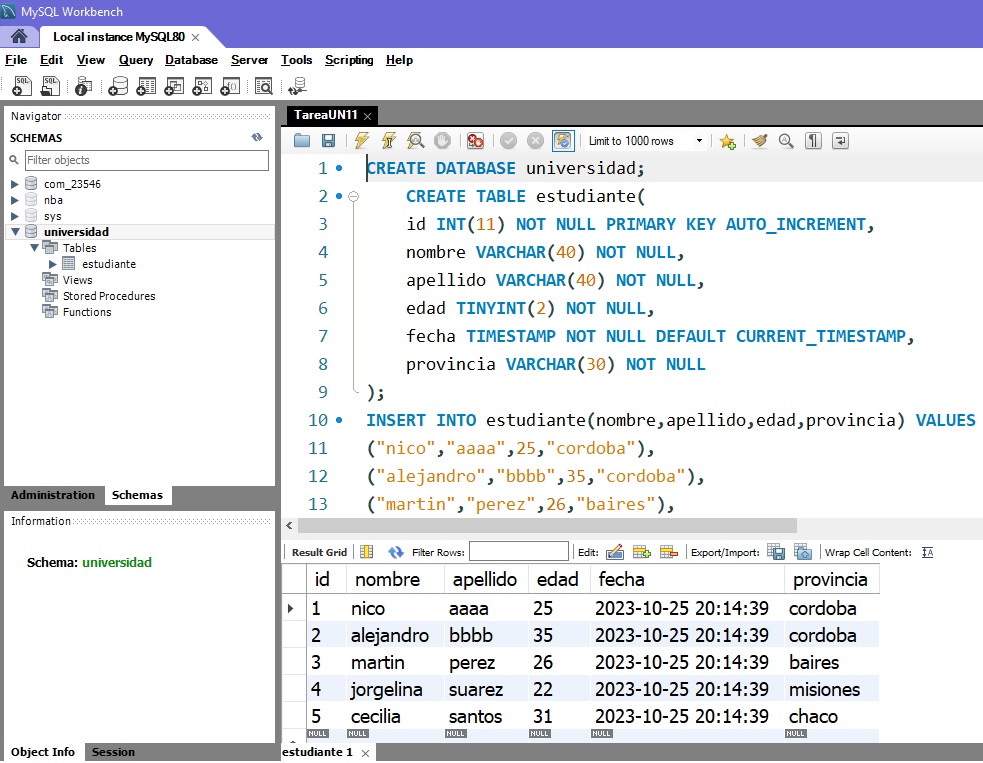 MySQL Workbench
Local instance MySQL80 ×
File Edit View Query Database Server Tools Scripting Help
SQL SQL
Navigator
SCHEMAS
Filter objects
com_23546
nba
sys
universidad
Tables
estudiante
Views
Stored Procedures
Functions
Administration Schemas
Information
Schema: universidad
Object Info Session
TareaUN11 ×
Limit to 1000 rows
1 CREATE DATABASE universidad;
2 CREATE TABLE estudiante(
3 id INT(11) NOT NULL PRIMARY KEY AUTO_INCREMENT,
4 nombre VARCHAR(40) NOT NULL,
5 apellido VARCHAR(40) NOT NULL,
6 edad TINYINT(2) NOT NULL,
7 fecha TIMESTAMP NOT NULL DEFAULT CURRENT_TIMESTAMP,
8 provincia VARCHAR(30) NOT NULL
9 );
10 INSERT INTO estudiante(nombre,apellido,edad,provincia) VALUES
11 ("nico","aaaa",25,"cordoba"),
12 ("alejandro","bbbb",35,"cordoba"),
13 ("martin","perez",26,"baires"),
Result Grid Filter Rows: Edit: Export/Import: Wrap Cell Content:
id nombre apellido edad fecha provincia
1 nico aaaa 25 2023-10-25 20:14:39 cordoba
2 alejandro bbbb 35 2023-10-25 20:14:39 cordoba
3 martin perez 26 2023-10-25 20:14:39 baires
4 jorgelina suarez 22 2023-10-25 20:14:39 misiones
5 cecilia santos 31 2023-10-25 20:14:39 chaco
NULL NULL NULL NULL NULL NULL
estudiante 1 ×